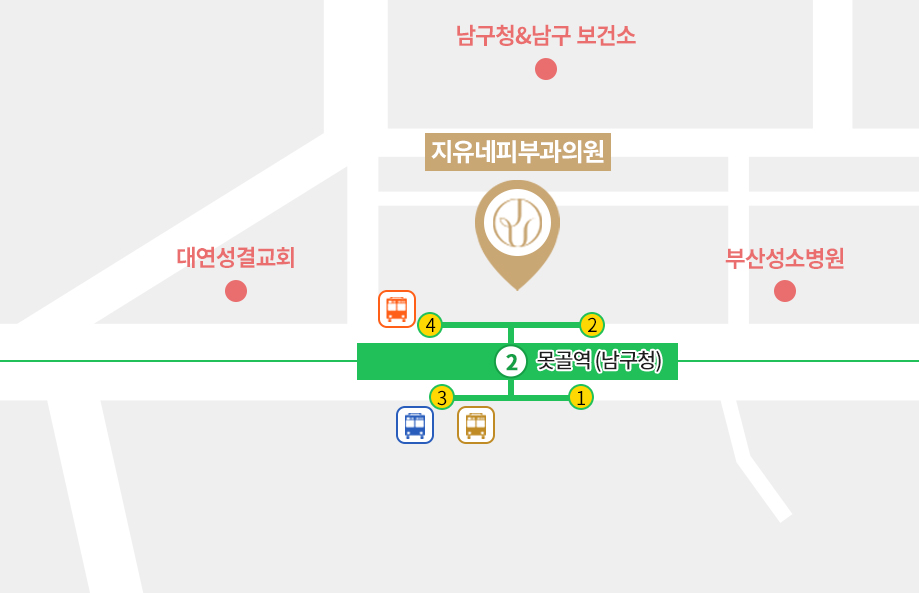 남구청&남구 보건소
지유네피부과의원
대연성결교회
부산성소병원
4
2
2
못골역 (남구청)
3
1